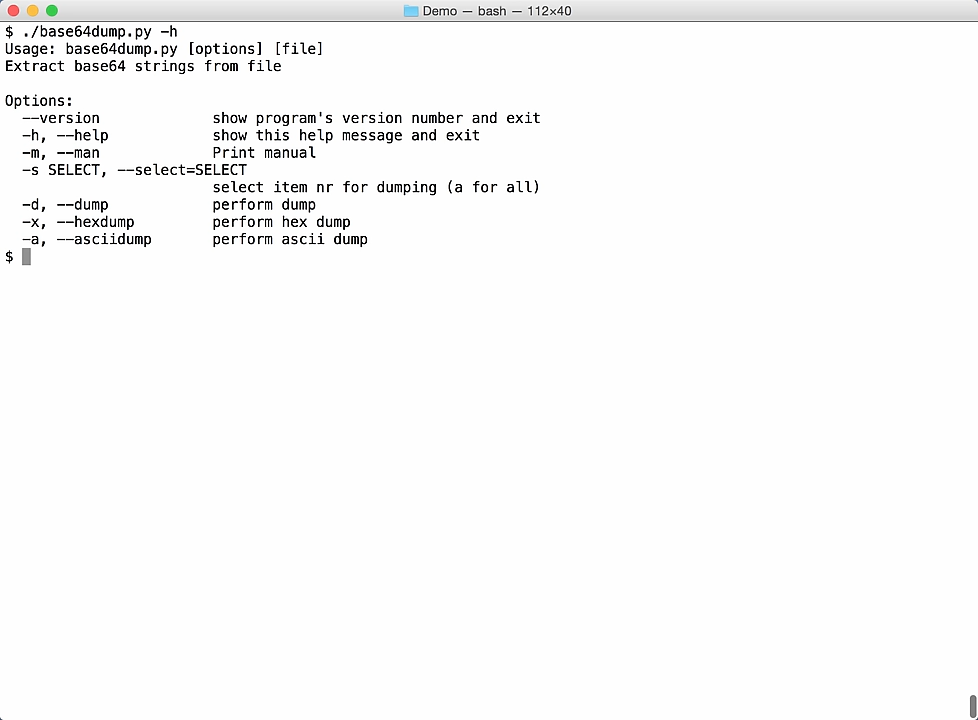 Demo — bash — 112×40
$ ./base64dump.py -h
Usage: base64dump.py [options] [file]
Extract base64 strings from file
Options:
--version show program's version number and exit
-h, --help show this help message and exit
-m, --man Print manual
-s SELECT, --select=SELECT
select item nr for dumping (a for all)
-d, --dump perform dump
-x, --hexdump perform hex dump
-a, --asciidump perform ascii dump
$